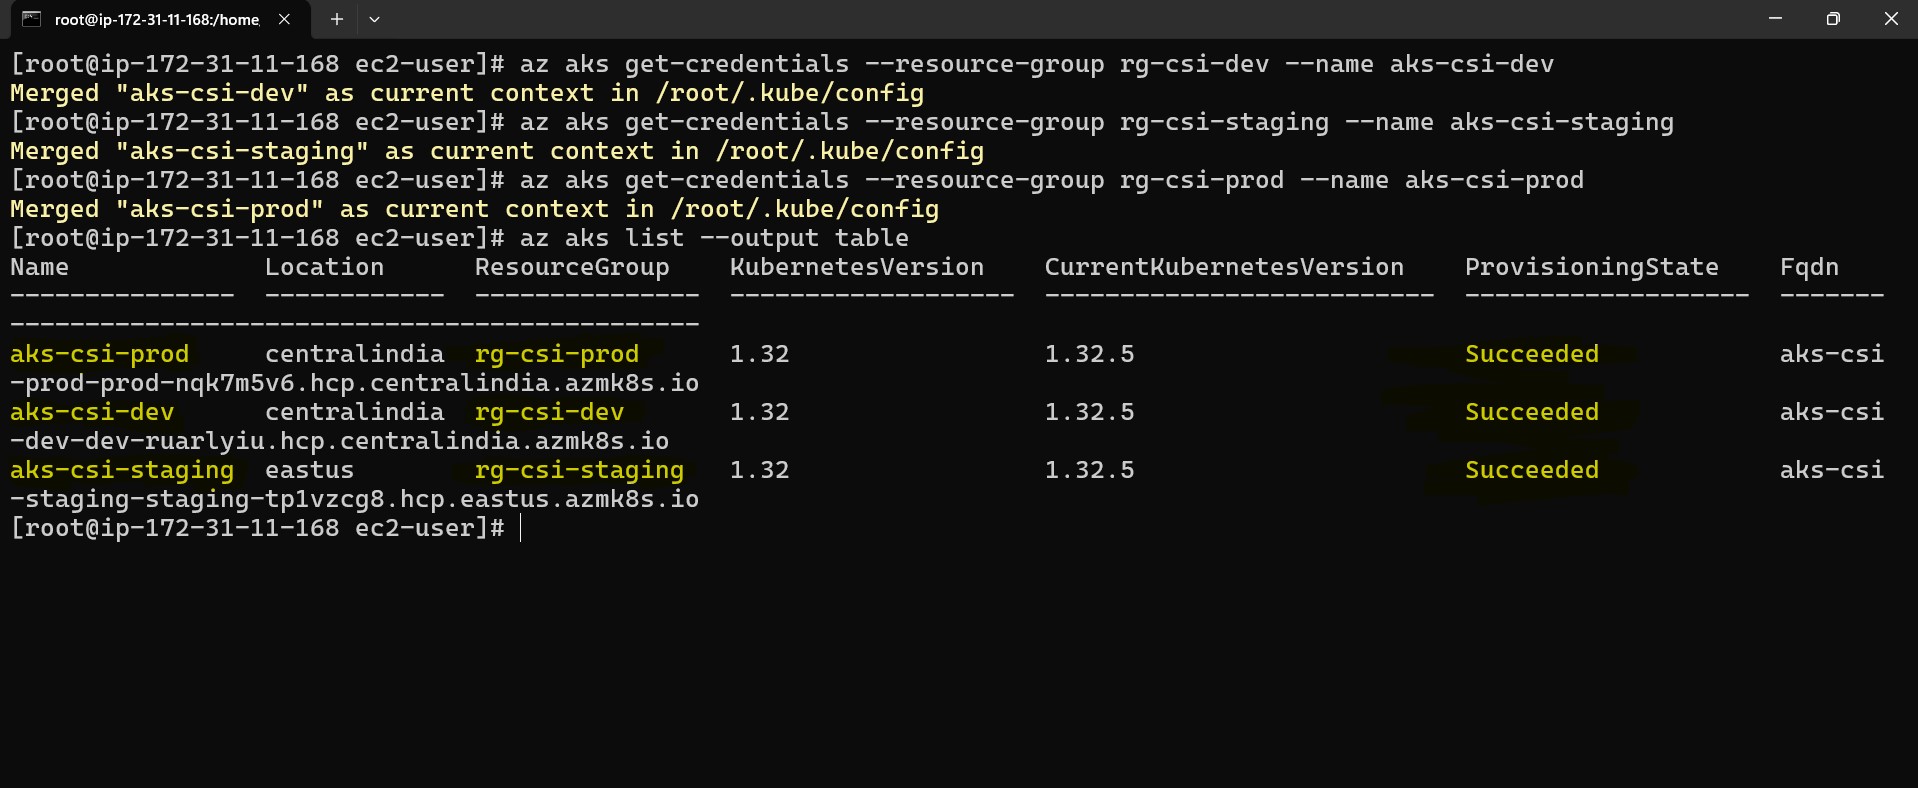 root@ip-172-31-11-168:/home
[root@ip-172-31-11-168 ec2-user]# az aks get-credentials --resource-group rg-csi-dev --name aks-csi-dev
Merged "aks-csi-dev" as current context in /root/.kube/config
[root@ip-172-31-11-168 ec2-user]# az aks get-credentials --resource-group rg-csi-staging --name aks-csi-staging
Merged "aks-csi-staging" as current context in /root/.kube/config
[root@ip-172-31-11-168 ec2-user]# az aks get-credentials --resource-group rg-csi-prod --name aks-csi-prod
Merged "aks-csi-prod" as current context in /root/.kube/config
[root@ip-172-31-11-168 ec2-user]# az aks list --output table
Name             Location      ResourceGroup    KubernetesVersion    CurrentKubernetesVersion    ProvisioningState    Fqdn
---------------  ------------  ---------------  -------------------  --------------------------  -------------------  -------
----------------------------------------------
aks-csi-prod     centralindia  rg-csi-prod      1.32                 1.32.5                      Succeeded            aks-csi
-prod-prod-nqk7m5v6.hcp.centralindia.azmk8s.io
aks-csi-dev      centralindia  rg-csi-dev       1.32                 1.32.5                      Succeeded            aks-csi
-dev-dev-ruarlyiu.hcp.centralindia.azmk8s.io
aks-csi-staging  eastus        rg-csi-staging   1.32                 1.32.5                      Succeeded            aks-csi
-staging-staging-tp1vzcg8.hcp.eastus.azmk8s.io
[root@ip-172-31-11-168 ec2-user]#